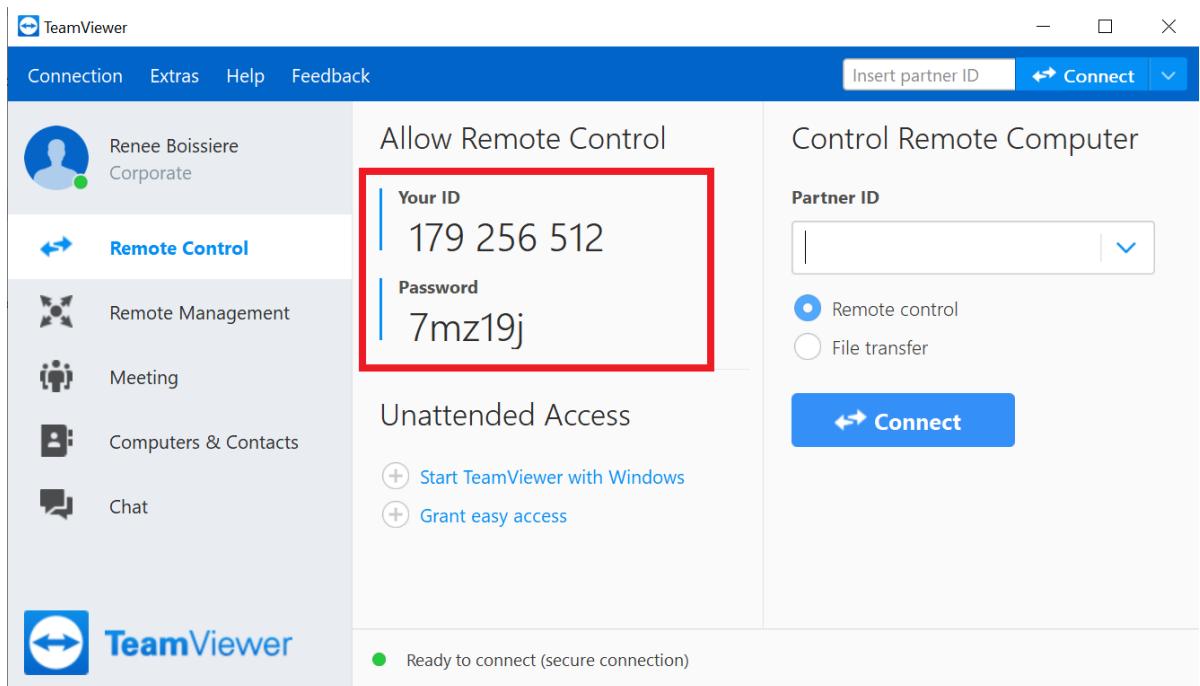 TeamViewer
Connection Extras Help Feedback
Insert partner ID Connect
Renee Boissiere
Corporate
Remote Control
Remote Management
Meeting
Computers & Contacts
Chat
TeamViewer
Allow Remote Control
Your ID
179 256 512
Password
7mz19j
Unattended Access
Start TeamViewer with Windows
Grant easy access
Control Remote Computer
Partner ID
Remote control
File transfer
Connect
Ready to connect (secure connection)